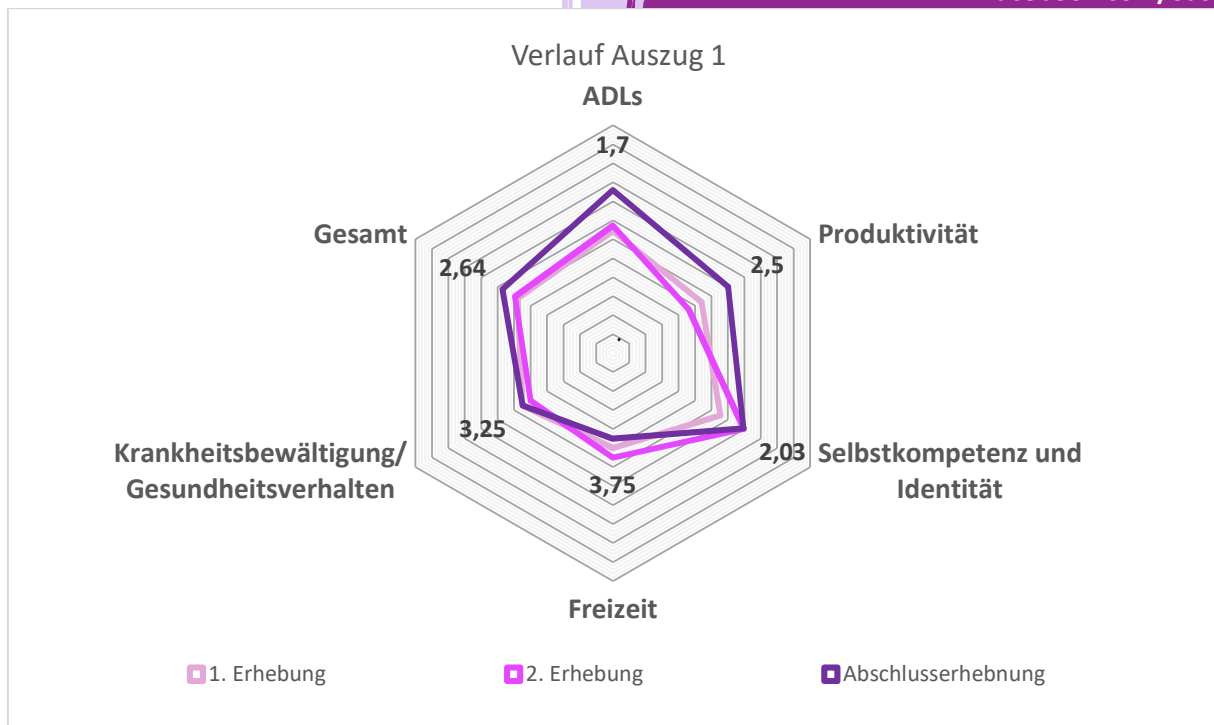 Verlauf Auszug 1
ADLs
1,7
Gesamt
Produktivität
2,64
2,5
Krankheitsbewältigung/
Gesundheitsverhalten
3,25
2,03
Selbstkompetenz und
Identität
3,75
Freizeit
1. Erhebung
2. Erhebung
Abschlusserhebnung